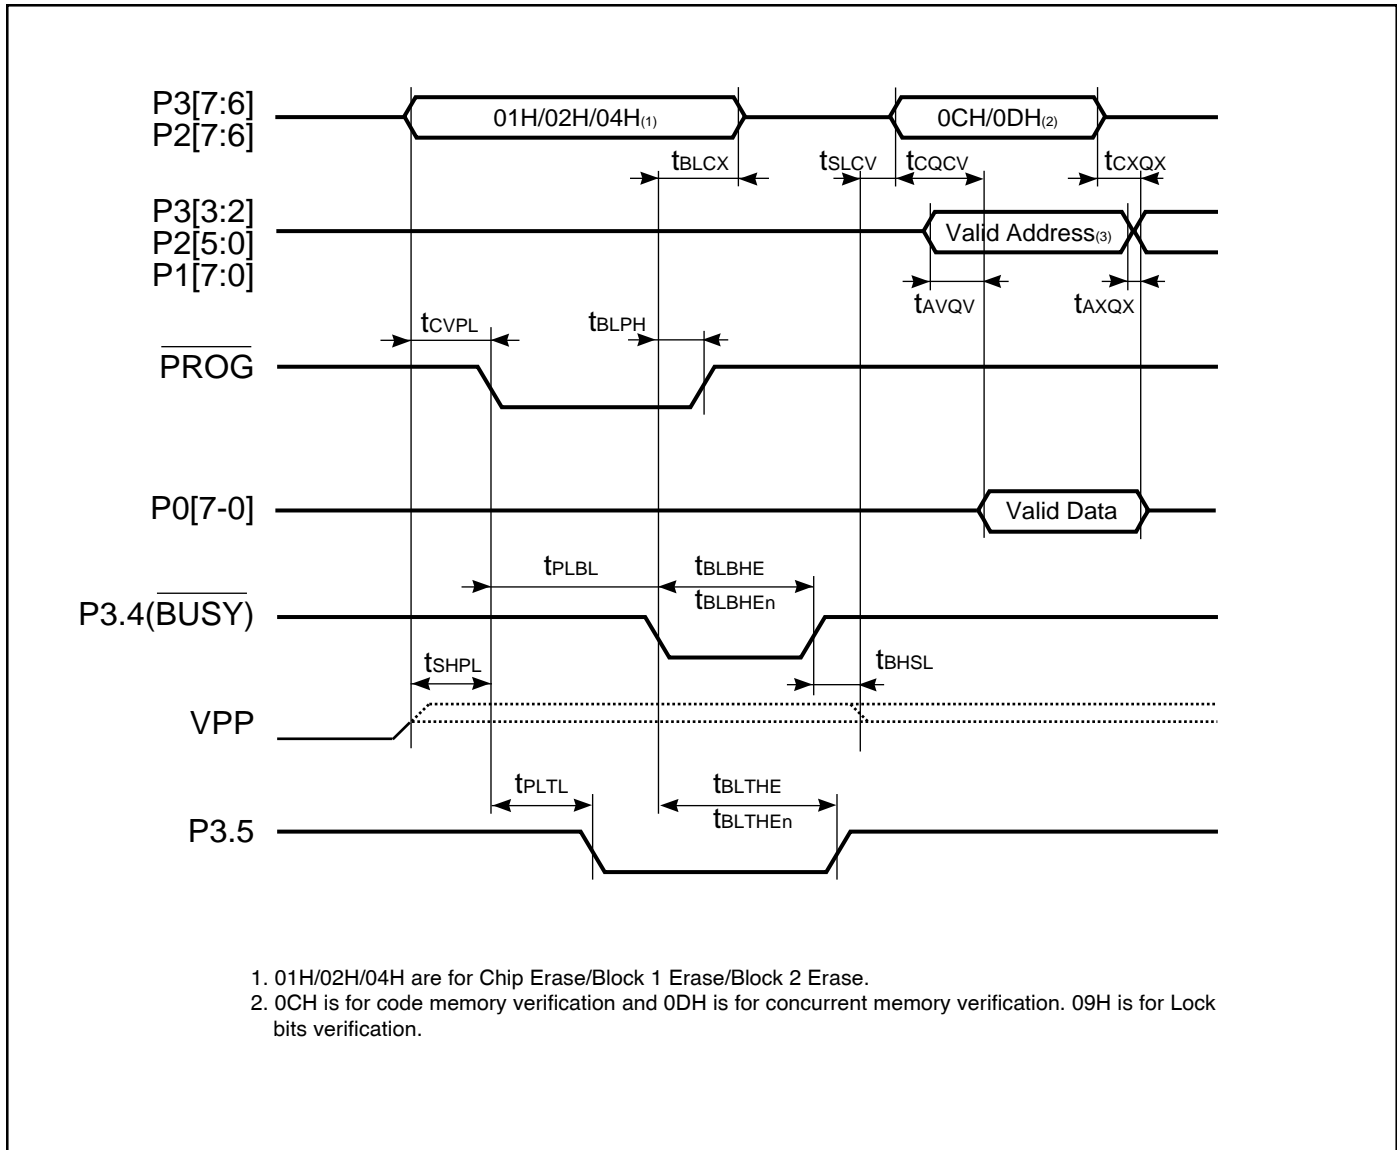 P3[7:6]
P2[7:6]
01H/02H/04H(1)
0CH/0DH(2)
tBLCX
tSLCV
tCQCV
tCXQX
P3[3:2]
P2[5:0]
P1[7:0]
Valid Address(3)
tAVQV
tAXQX
tCVPL
tBLPH
PROG
P0[7-0]
Valid Data
tPLBL
tBLBHE
tBLBHEn
P3.4(BUSY)
tSHPL
tBHSL
VPP
tPLTL
tBLTHE
tBLTHEn
P3.5
1. 01H/02H/04H are for Chip Erase/Block 1 Erase/Block 2 Erase.
2. 0CH is for code memory verification and 0DH is for concurrent memory verification. 09H is for Lock
bits verification.